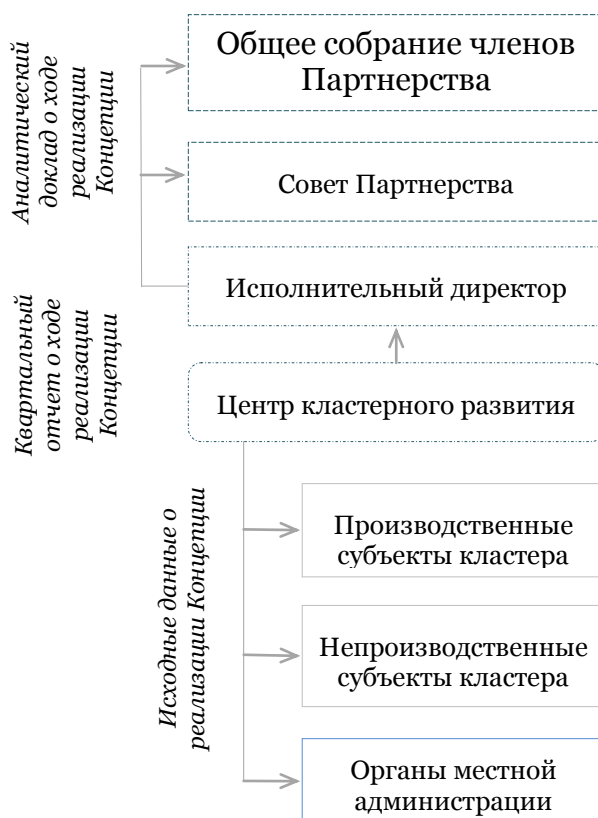 Общее собрание членов
Партнерства
Аналитический
доклад о ходе
реализации
Концепции
Совет Партнерства
Исполнительный директор
Квартальный
отчет о ходе
реализации
Концепции
Центр кластерного развития
Исходные данные о
реализации Концепции
Производственные
субъекты кластера
Непроизводственные
субъекты кластера
Органы местной
администрации